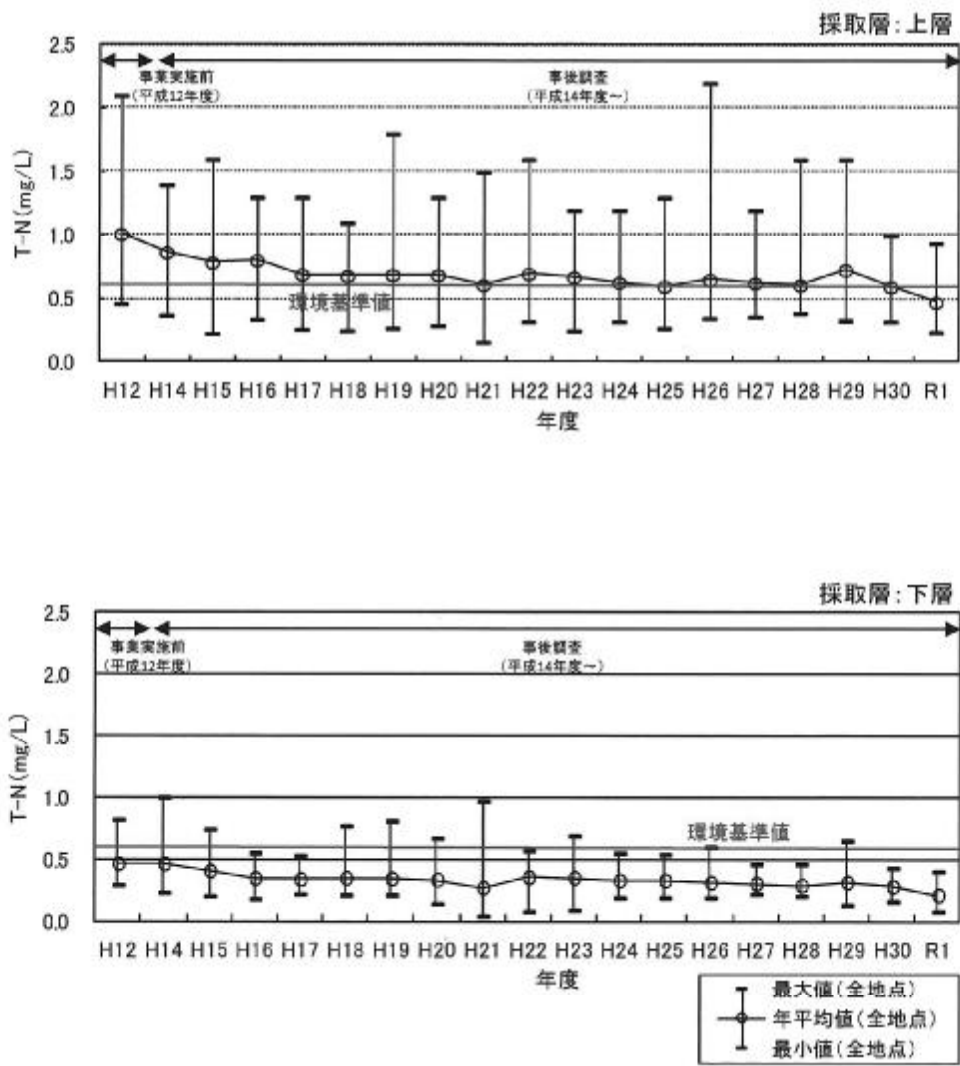 採取層:上層
2.5
2.0
1.5
1.0
0.5
0.0
T-N(mg/L)
事業実施前
(平成12年度)
事後調査
(平成14年度~)
環境基準値
H12 H14 H15 H16 H17 H18 H19 H20 H21 H22 H23 H24 H25 H26 H27 H28 H29 H30 R1
年度
採取層:下層
2.5
2.0
1.5
1.0
0.5
0.0
T-N(mg/L)
事業実施前
(平成12年度)
事後調査
(平成14年度~)
環境基準値
H12 H14 H15 H16 H17 H18 H19 H20 H21 H22 H23 H24 H25 H26 H27 H28 H29 H30 R1
年度
最大値(全地点)
年平均値(全地点)
最小値(全地点)